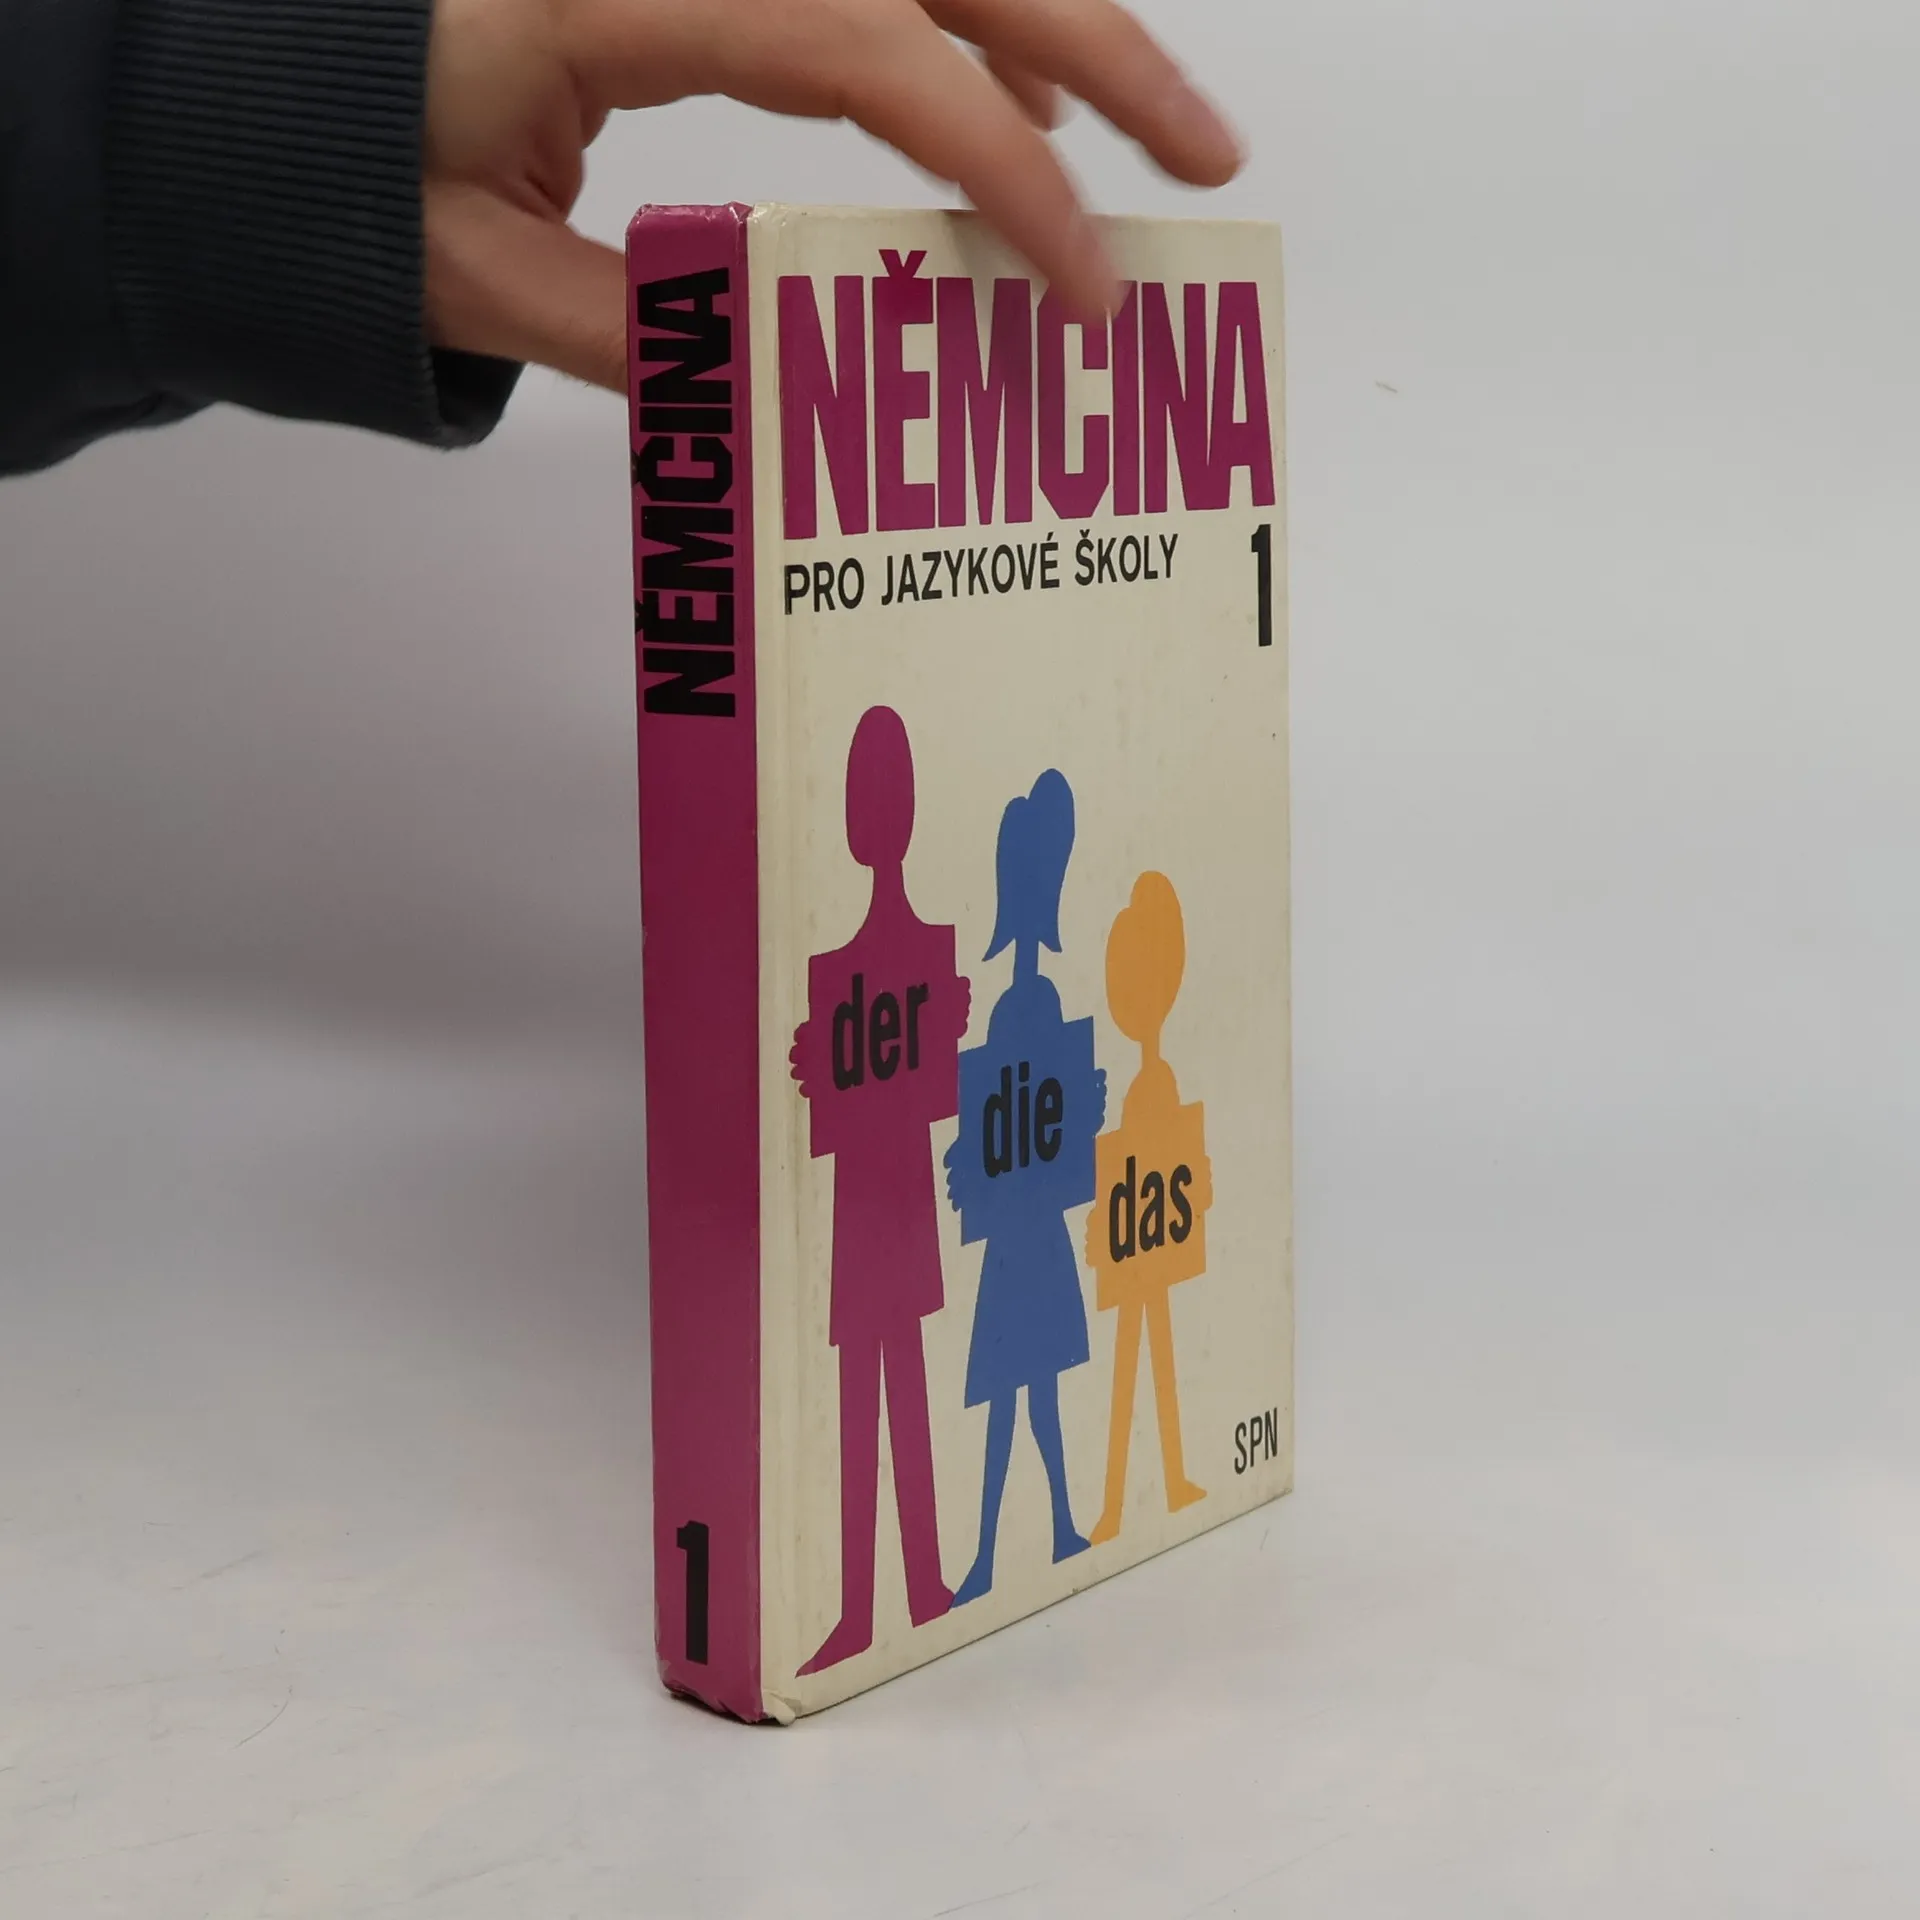 NĚMČINA
1
NĚMČINA
PRO JAZYKOVÉ ŠKOLY
1
der
die
das
SPN